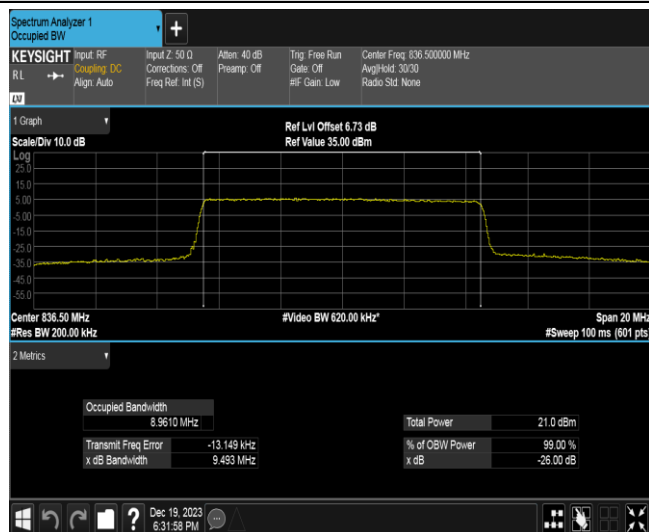 Spectrum Analyzer 1
Occupied BW
KEYSIGHT Input: RF Input Z: 50 Ω Atten: 40 dB Trig: Free Run Center Freq: 836.500000 MHz
RL Coupling: DC Corrections: Off Preamp: Off Gate: Off Avg|Hold: 30/30
Align: Auto Freq Ref: Int (S) #IF Gain: Low Radio Std: None
LXI
1 Graph Ref Lvl Offset 6.73 dB
Scale/Div 10.0 dB Ref Value 35.00 dBm
Log
25.0
15.0
5.00
-5.00
-15.0
-25.0
-35.0
-45.0
-55.0
Center 836.50 MHz #Video BW 620.00 kHz* Span 20 MHz
#Res BW 200.00 kHz #Sweep 100 ms (601 pts)
2 Metrics
Occupied Bandwidth
8.9610 MHz Total Power 21.0 dBm
Transmit Freq Error -13.149 kHz % of OBW Power 99.00 %
x dB Bandwidth 9.493 MHz x dB -26.00 dB
? Dec 19, 2023
6:31:58 PM